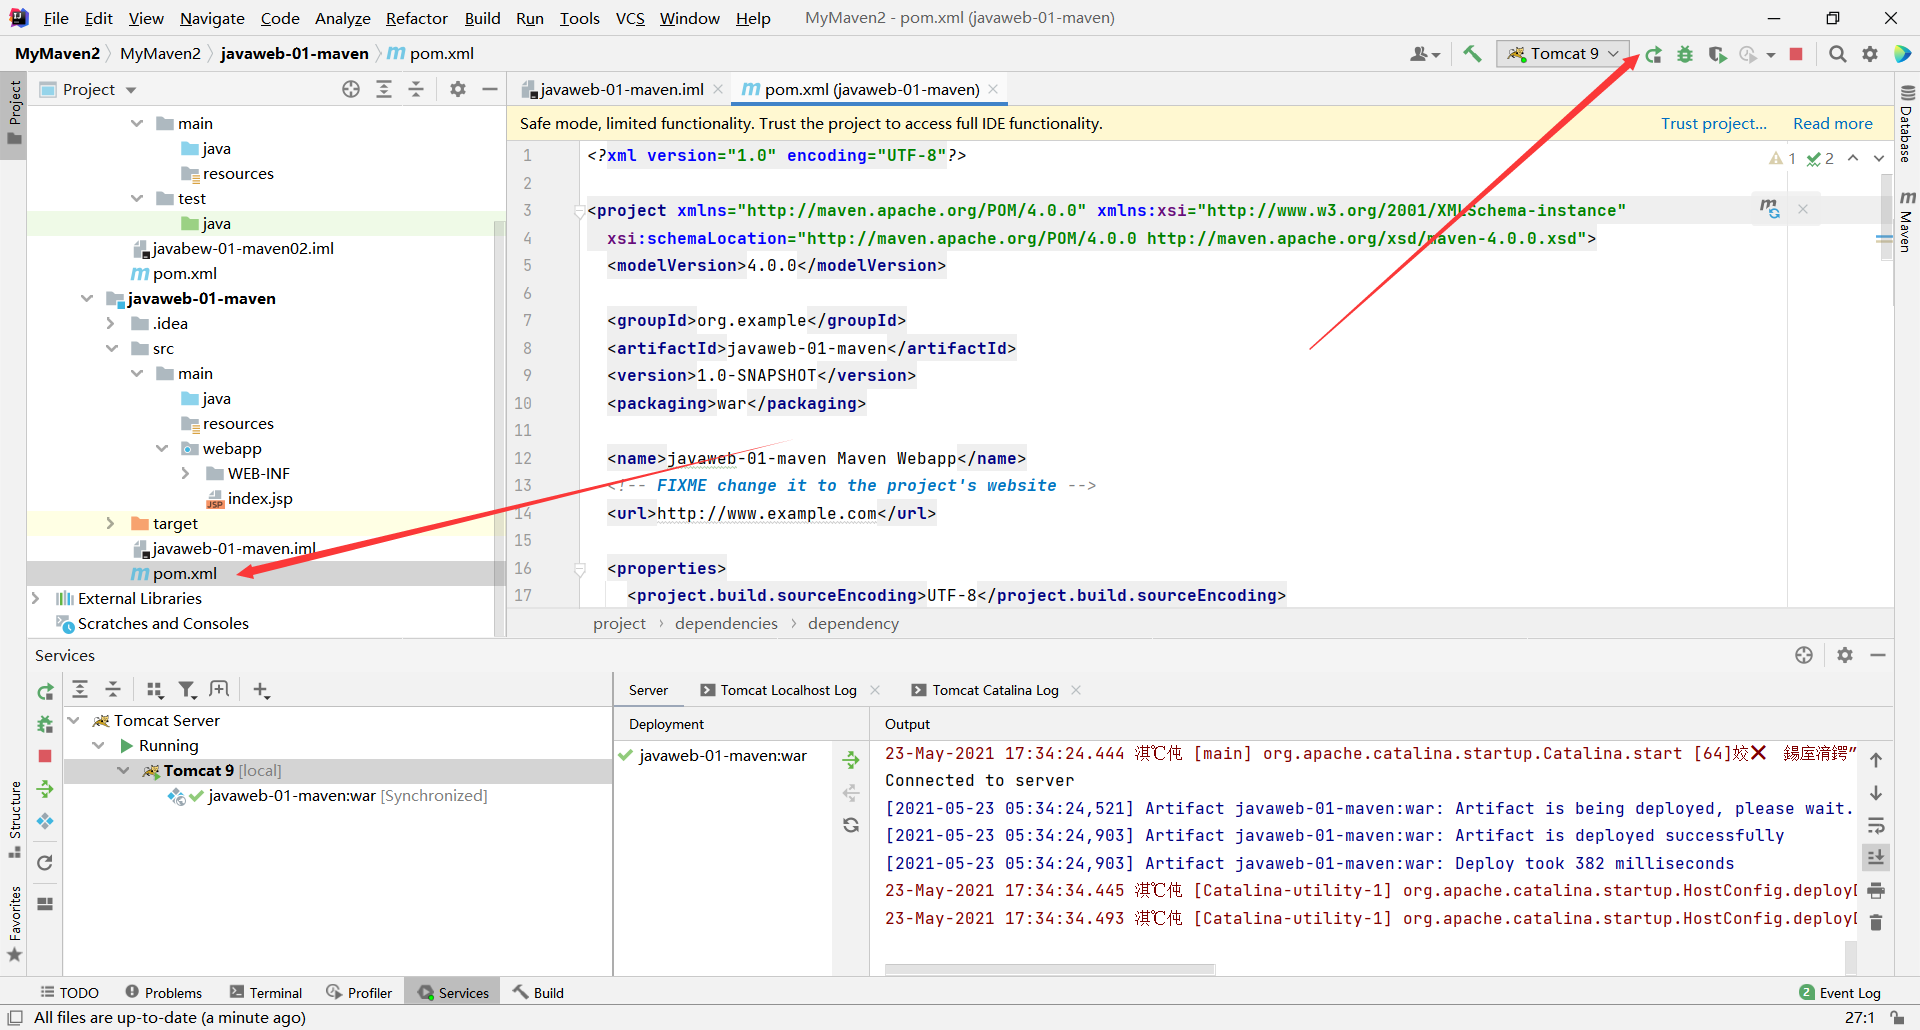 File Edit View Navigate Code Analyze Refactor Build Run Tools VCS Window Help MyMaven2 - pom.xml (javaweb-01-maven)
MyMaven2 MyMaven2 javaweb-01-maven m pom.xml
Tomcat 9
Project
Project
main
java
resources
test
java
javabew-01-maven02.iml
m pom.xml
javaweb-01-maven
.idea
src
main
java
resources
webapp
WEB-INF
JSP index.jsp
target
javaweb-01-maven.iml
m pom.xml
External Libraries
Scratches and Consoles
javaweb-01-maven.iml
m pom.xml (javaweb-01-maven)
Safe mode, limited functionality. Trust the project to access full IDE functionality. Trust project... Read more
1 2
1 <?xml version="1.0" encoding="UTF-8"?>
2
3 <project xmlns="http://maven.apache.org/POM/4.0.0" xmlns:xsi="http://www.w3.org/2001/XMLSchema-instance"
4 xsi:schemaLocation="http://maven.apache.org/POM/4.0.0 http://maven.apache.org/xsd/maven-4.0.0.xsd">
5 <modelVersion>4.0.0</modelVersion>
6
7 <groupId>org.example</groupId>
8 <artifactId>javaweb-01-maven</artifactId>
9 <version>1.0-SNAPSHOT</version>
10 <packaging>war</packaging>
11
12 <name>javaweb-01-maven Maven Webapp</name>
13 <!-- FIXME change it to the project's website -->
14 <url>http://www.example.com</url>
15
16 <properties>
17 <project.build.sourceEncoding>UTF-8</project.build.sourceEncoding>
project dependencies dependency
Database
m Maven
Services
Tomcat Server
Running
Tomcat 9 [local]
javaweb-01-maven:war [Synchronized]
Server Tomcat Localhost Log Tomcat Catalina Log
Deployment Output
javaweb-01-maven:war
23-May-2021 17:34:24.444 淇℃伅 [main] org.apache.catalina.startup.Catalina.start [64]
Connected to server
[2021-05-23 05:34:24,521] Artifact javaweb-01-maven:war: Artifact is being deployed, please wait.
[2021-05-23 05:34:24,903] Artifact javaweb-01-maven:war: Artifact is deployed successfully
[2021-05-23 05:34:24,903] Artifact javaweb-01-maven:war: Deploy took 382 milliseconds
23-May-2021 17:34:34.445 淇℃伅 [Catalina-utility-1] org.apache.catalina.startup.HostConfig.deployD
23-May-2021 17:34:34.493 淇℃伅 [Catalina-utility-1] org.apache.catalina.startup.HostConfig.deployD
Structure
Favorites
TODO Problems Terminal Profiler Services Build 2 Event Log
All files are up-to-date (a minute ago) 27:1